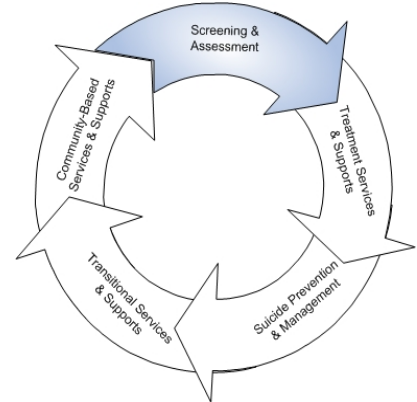 Screening &
Assessment
Treatment Services
& Supports
Suicide Prevention
& Management
Transitional Services
& Supports
Community-Based
Services & Supports